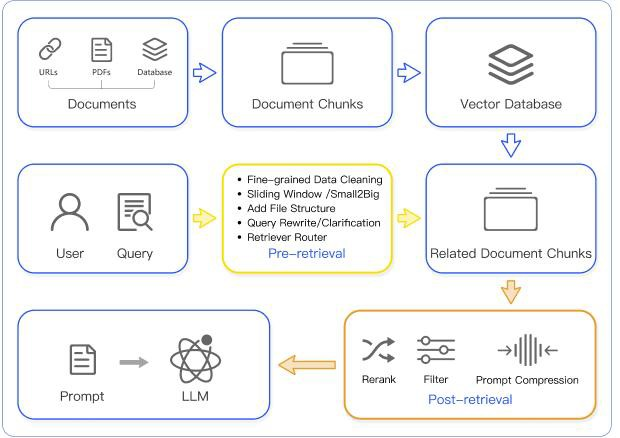 URLs
PDFs
Database
Documents
Document Chunks
Vector Database
User
Query
• Fine-grained Data Cleaning
• Sliding Window /Small2Big
• Add File Structure
• Query Rewrite/Clarification
• Retriever Router
Pre-retrieval
Related Document Chunks
Prompt
LLM
Rerank
Filter
Prompt Compression
Post-retrieval